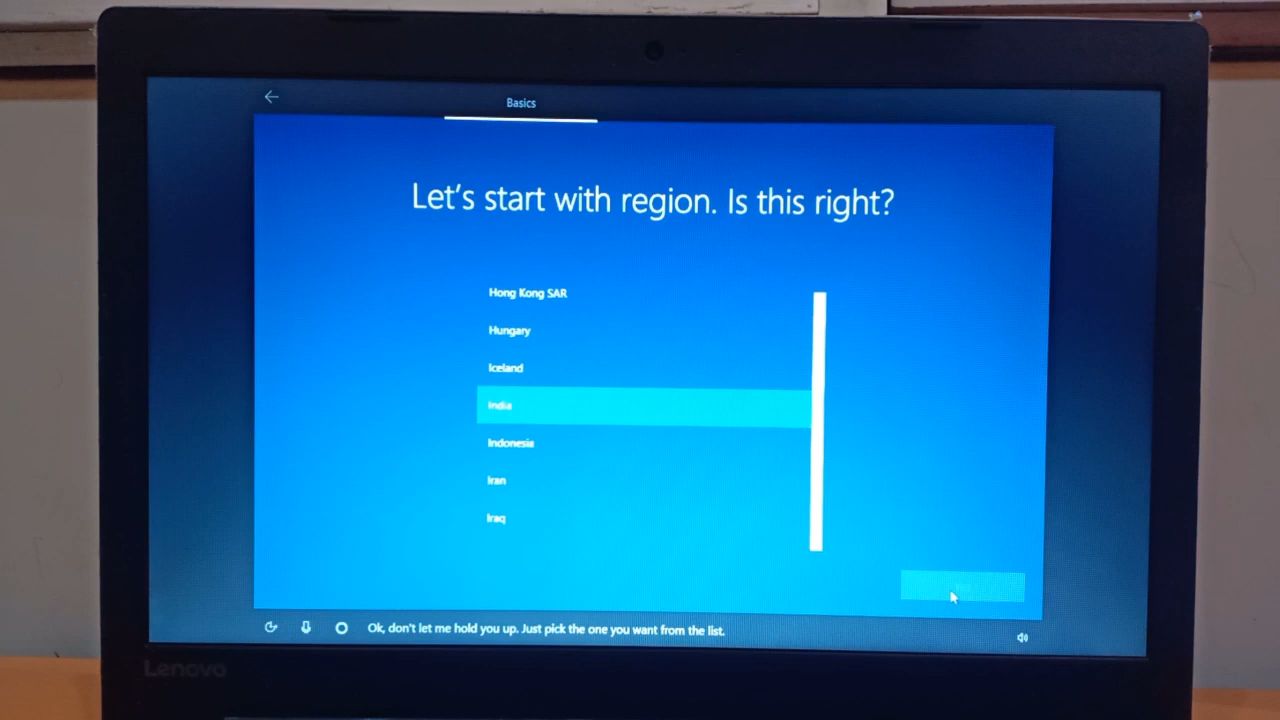 Basics
Let's start with region. Is this right?
Hong Kong SAR
Hungary
Iceland
India
Indonesia
Iran
Iraq
Ok, don't let me hold you up. Just pick the one you want from the list.
Lenovo